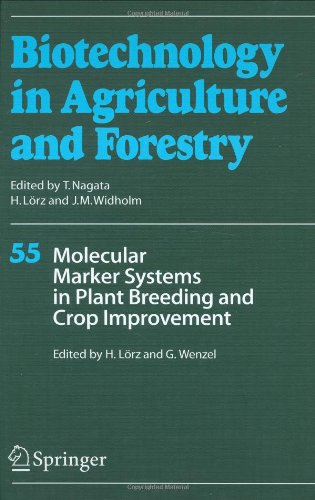 Biotechnology
in Agriculture
and Forestry
Edited by T. Nagata
H. Lörz and J.M. Widholm
55 Molecular
Marker Systems
in Plant Breeding and
Crop Improvement
Edited by H. Lörz and G. Wenzel
Springer